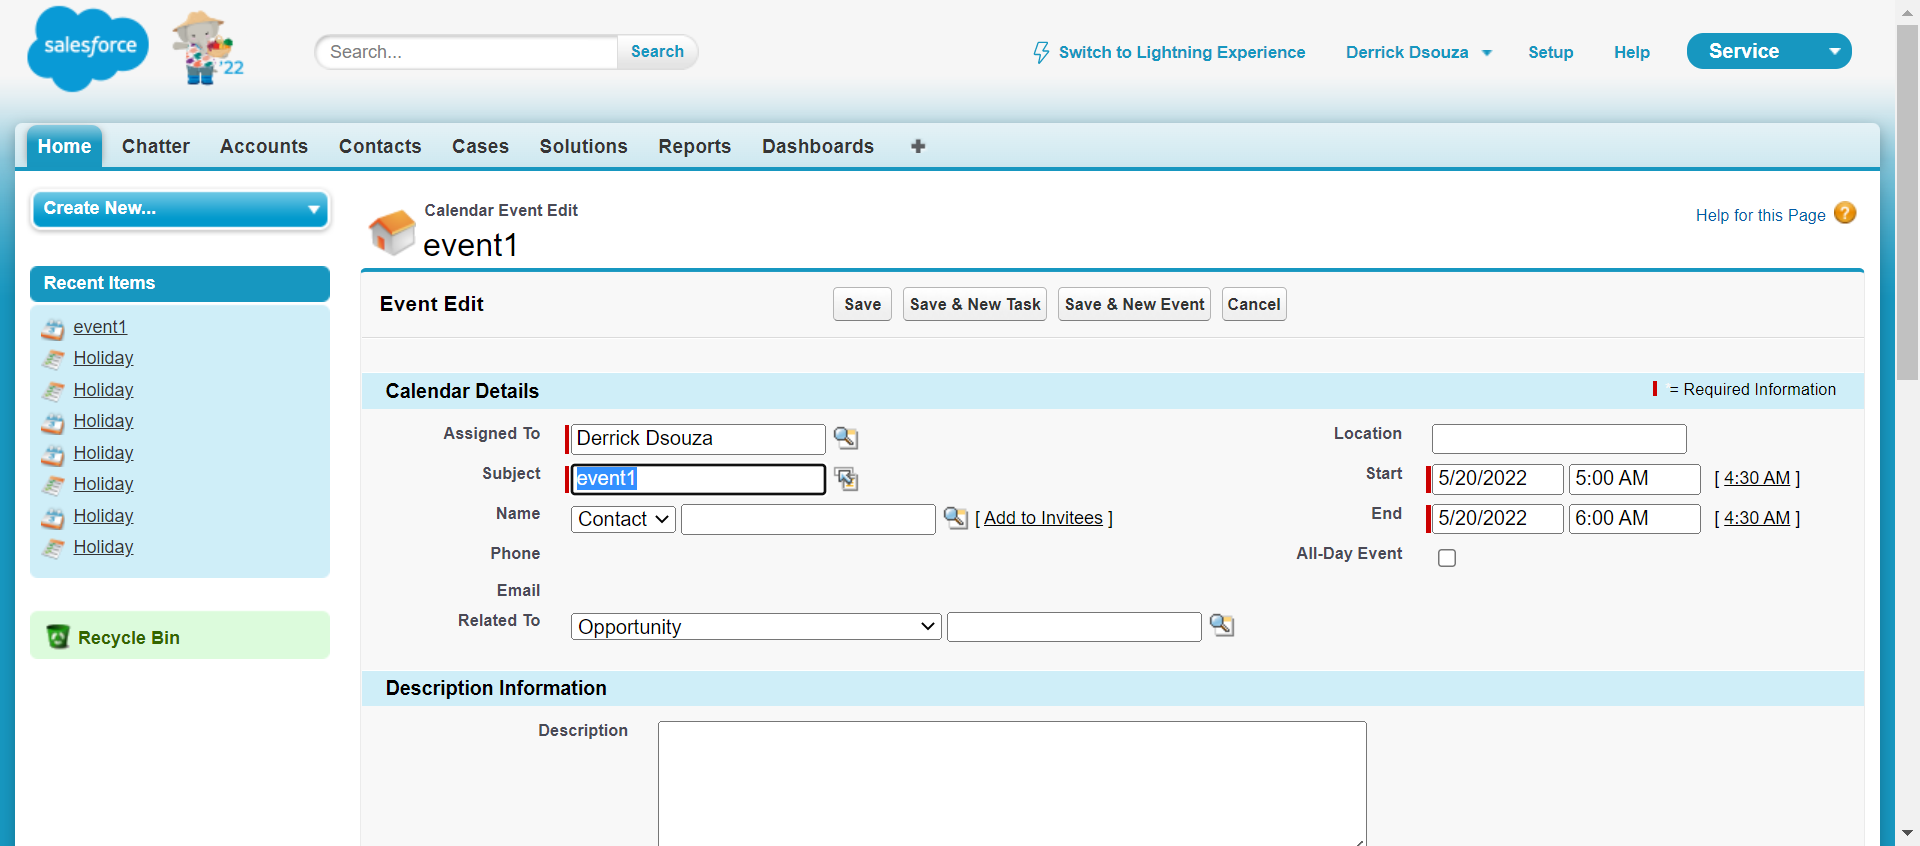 salesforce
'22
Search...
Search
Switch to Lightning Experience
Derrick Dsouza
Setup
Help
Service
Home
Chatter
Accounts
Contacts
Cases
Solutions
Reports
Dashboards
Create New...
Recent Items
event1
Holiday
Holiday
Holiday
Holiday
Holiday
Holiday
Holiday
Recycle Bin
Calendar Event Edit
event1
Help for this Page ?
Event Edit
Save
Save & New Task
Save & New Event
Cancel
Calendar Details
= Required Information
Assigned To
Derrick Dsouza
Location
Subject
event1
Start
5/20/2022
5:00 AM
[ 4:30 AM ]
Name
Contact
[ Add to Invitees ]
End
5/20/2022
6:00 AM
[ 4:30 AM ]
Phone
All-Day Event
Email
Related To
Opportunity
Description Information
Description